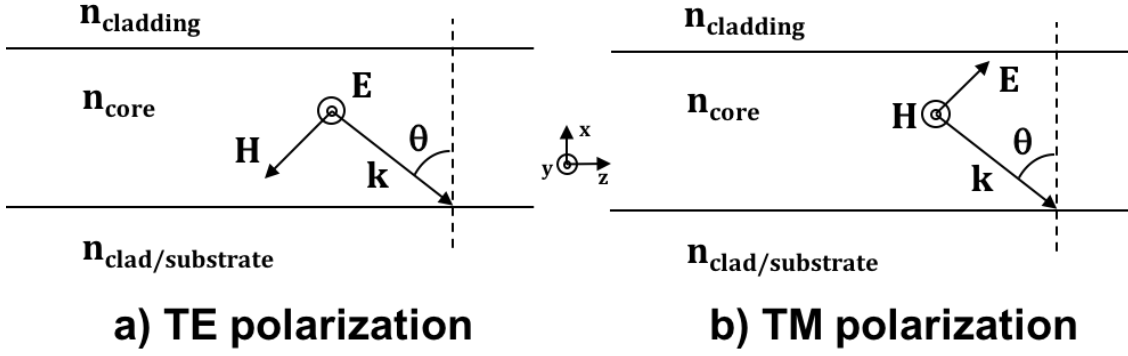 n_cladding
n_core
E
H
θ
k
n_clad/substrate
a) TE polarization
x
y
z
n_cladding
n_core
E
H
θ
k
n_clad/substrate
b) TM polarization